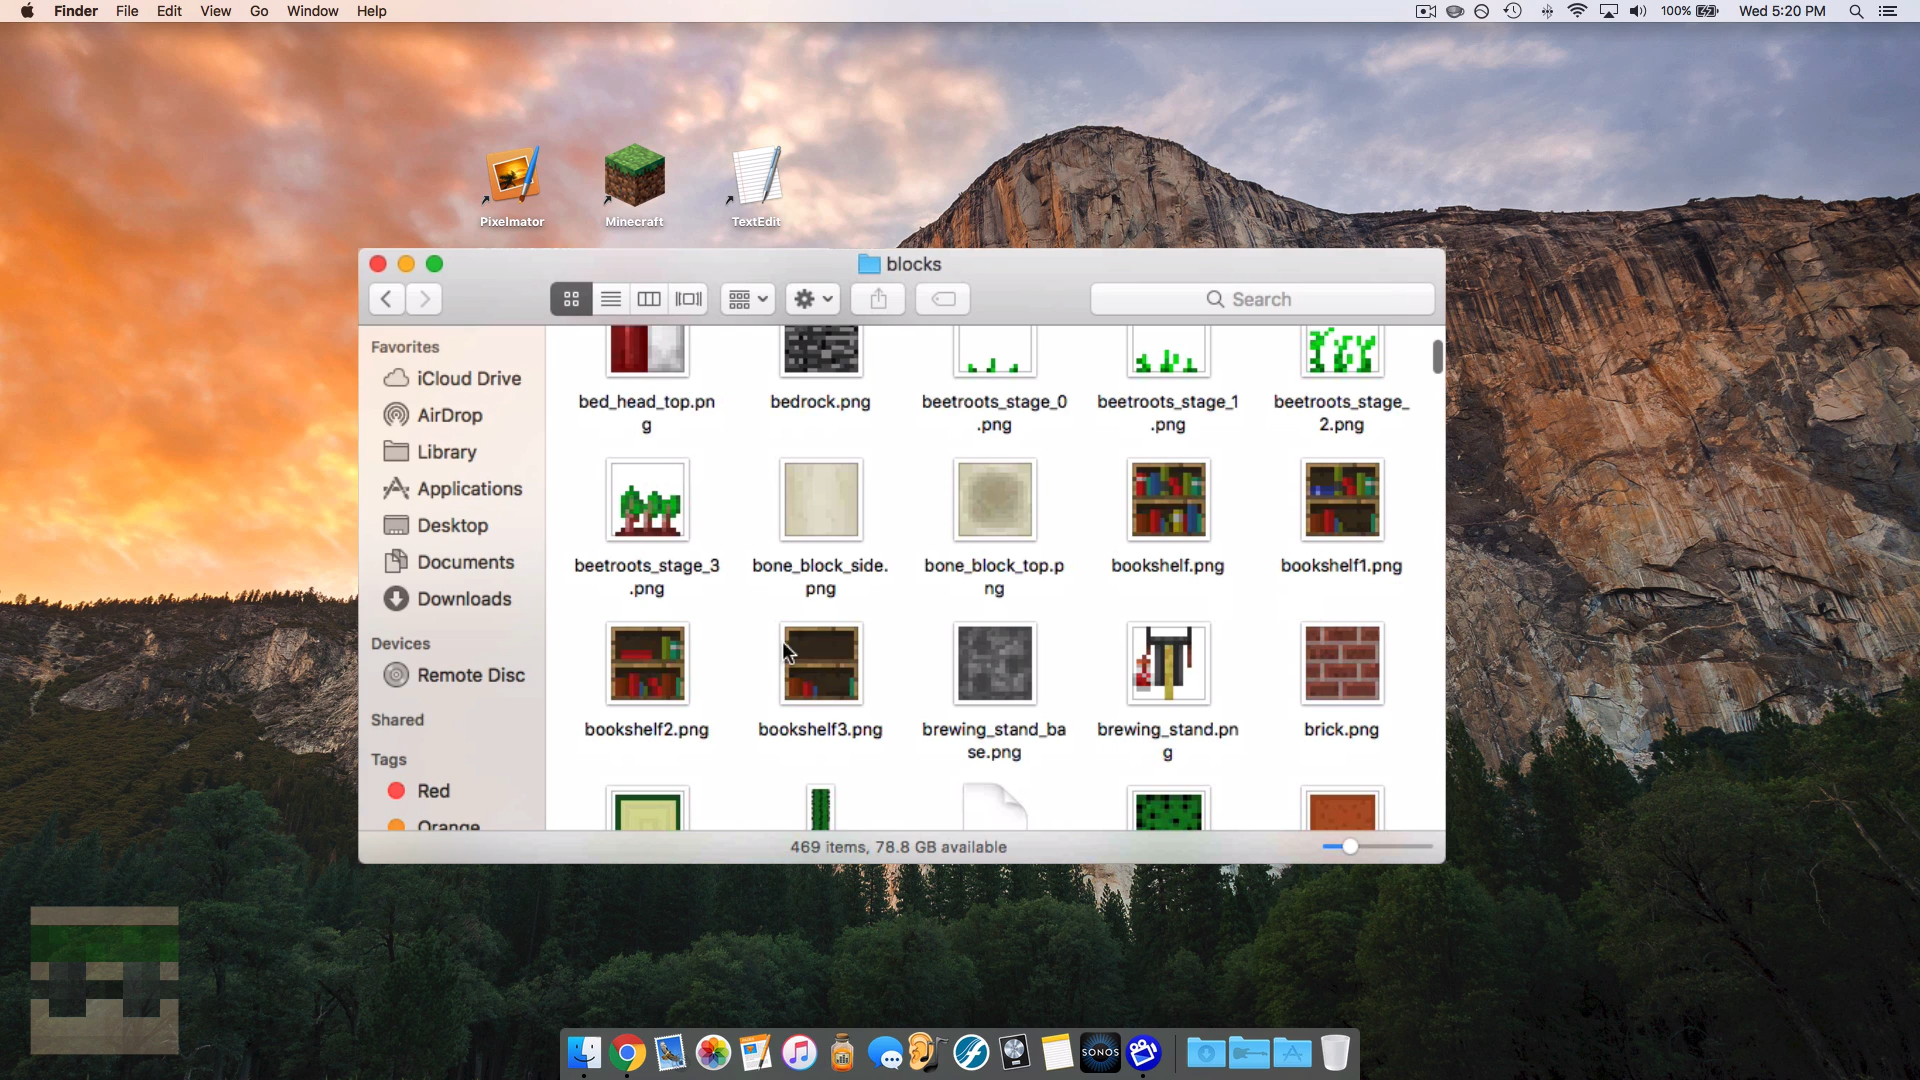 Finder File Edit View Go Window Help 100% Wed 5:20 PM
Pixelmator Minecraft TextEdit
blocks
Search
Favorites
iCloud Drive
AirDrop
Library
Applications
Desktop
Documents
Downloads
Devices
Remote Disc
Shared
Tags
Red
Orange
bed_head_top.pn
g
bedrock.png
beetroots_stage_0
.png
beetroots_stage_1
.png
beetroots_stage_
2.png
beetroots_stage_3
.png
bone_block_side.
png
bone_block_top.p
ng
bookshelf.png
bookshelf1.png
bookshelf2.png
bookshelf3.png
brewing_stand_ba
se.png
brewing_stand.pn
g
brick.png
469 items, 78.8 GB available
SONOS